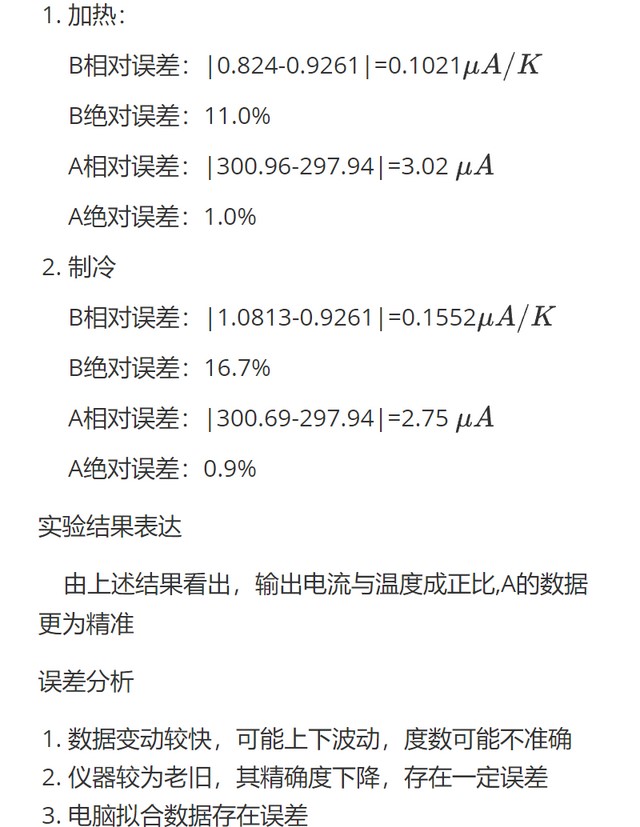 1. 加热：
B相对误差：|0.824-0.9261|=0.1021μA/K
B绝对误差：11.0%
A相对误差：|300.96-297.94|=3.02 μA
A绝对误差：1.0%
2. 制冷
B相对误差：|1.0813-0.9261|=0.1552μA/K
B绝对误差：16.7%
A相对误差：|300.69-297.94|=2.75 μA
A绝对误差：0.9%
实验结果表达
由上述结果看出，输出电流与温度成正比,A的数据
更为精准
误差分析
1. 数据变动较快，可能上下波动，度数可能不准确
2. 仪器较为老旧，其精确度下降，存在一定误差
3. 电脑拟合数据存在误差